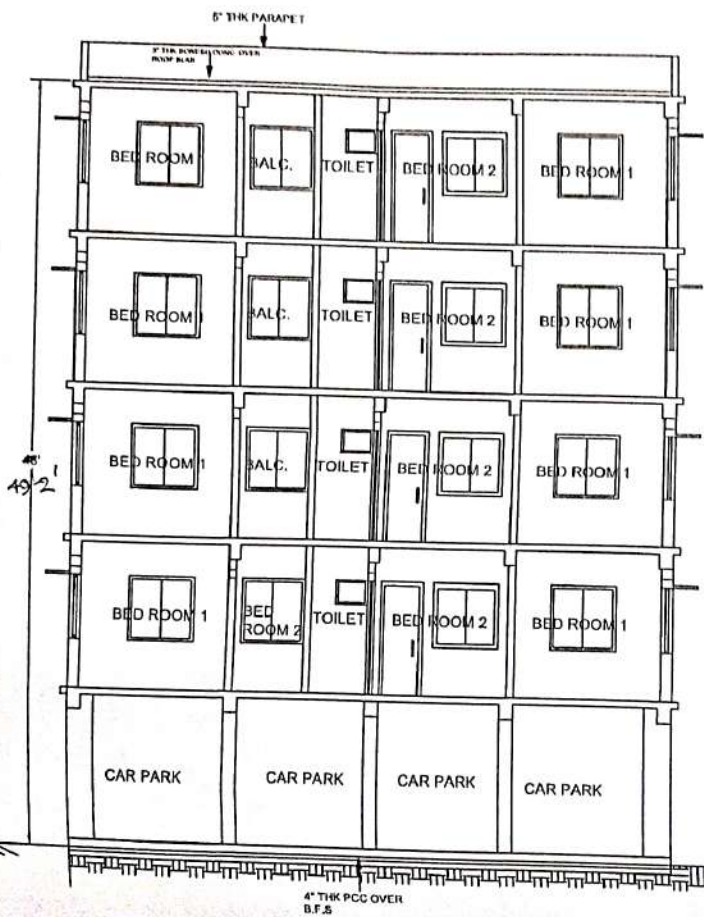 5" THK PARAPET
ROOF SLAB
BED ROOM
BALC.
TOILET
BED ROOM 2
BED ROOM 1
BED ROOM 1
BALC.
TOILET
BED ROOM 2
BED ROOM 1
BED ROOM 1
BALC.
TOILET
BED ROOM 2
BED ROOM 1
48'
49'-2'
BED ROOM 1
BED
ROOM 2
TOILET
BED ROOM 2
BED ROOM 1
CAR PARK
CAR PARK
CAR PARK
CAR PARK
4" THK PCC OVER
B.F.S